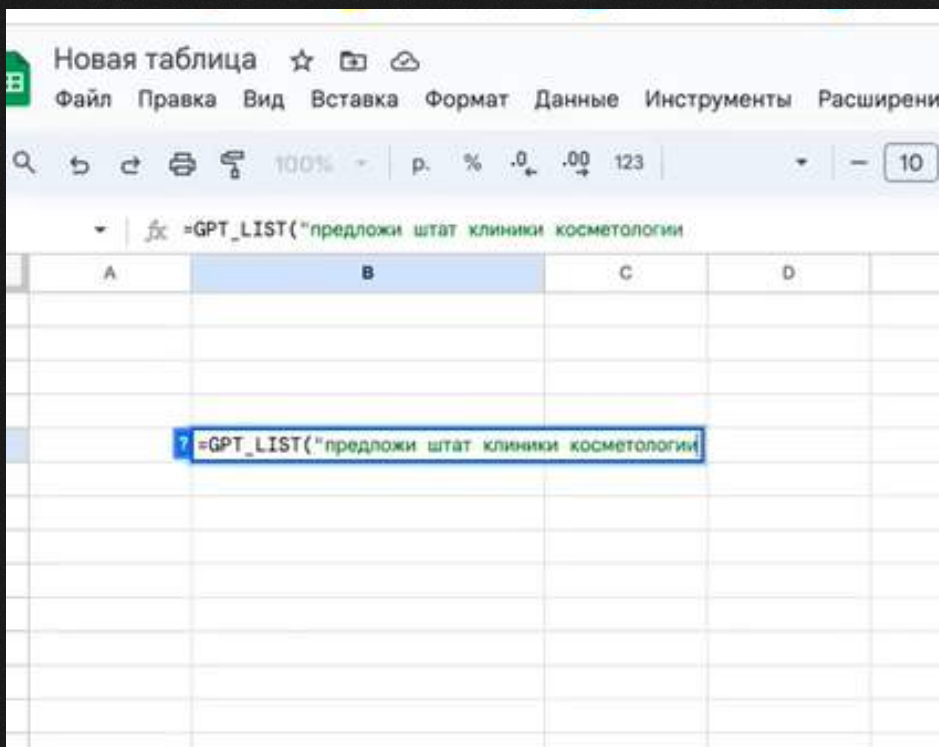 Новая таблица
Файл Правка Вид Вставка Формат Данные Инструменты Расширени
100% р. % .0 .00 123 10
=GPT_LIST("предложи штат клиники косметологии
A B C D
? =GPT_LIST("предложи штат клиники косметологии